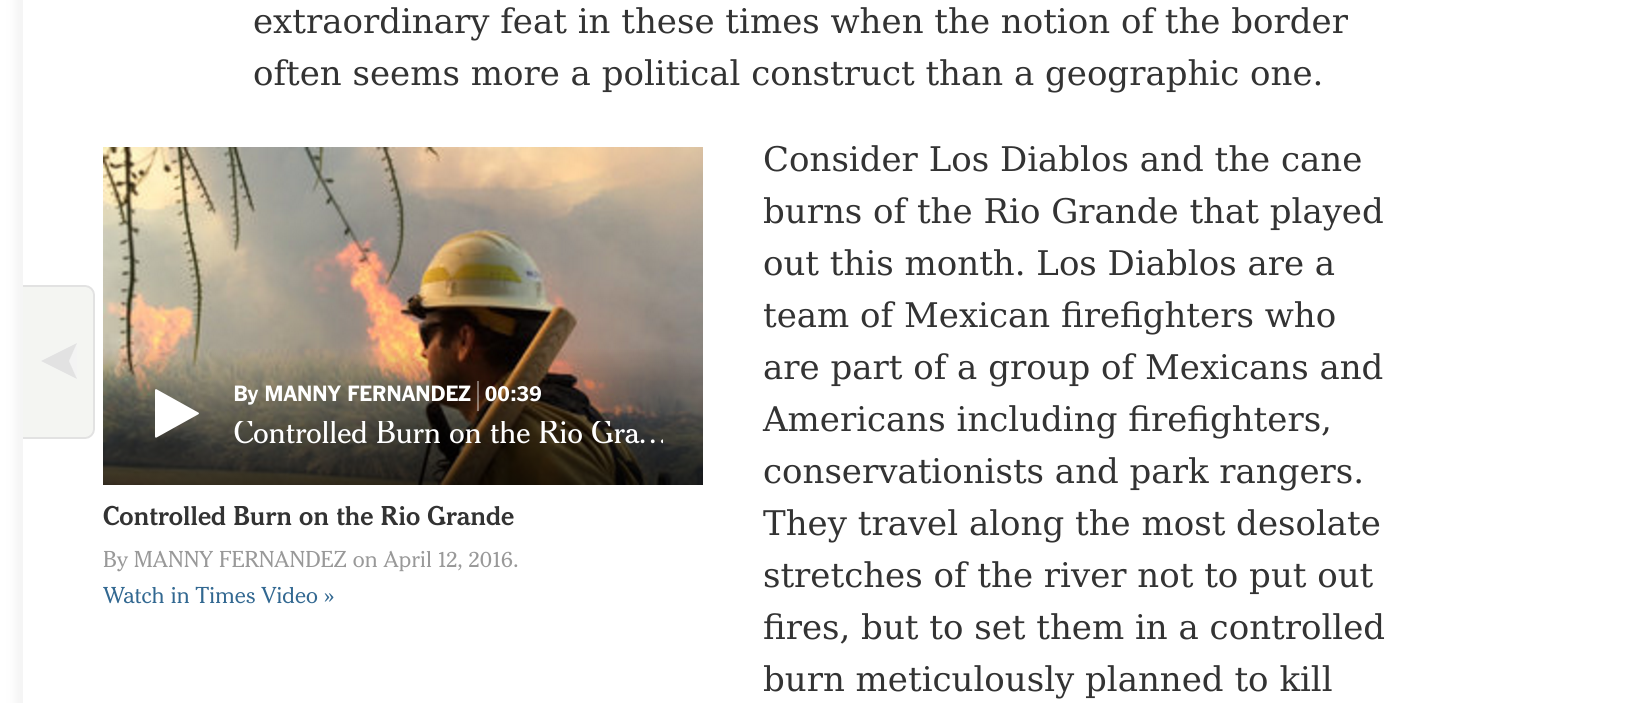 extraordinary feat in these times when the notion of the border
often seems more a political construct than a geographic one.
By MANNY FERNANDEZ | 00:39
Controlled Burn on the Rio Gra...
Controlled Burn on the Rio Grande
By MANNY FERNANDEZ on April 12, 2016.
Watch in Times Video »
Consider Los Diablos and the cane
burns of the Rio Grande that played
out this month. Los Diablos are a
team of Mexican firefighters who
are part of a group of Mexicans and
Americans including firefighters,
conservationists and park rangers.
They travel along the most desolate
stretches of the river not to put out
fires, but to set them in a controlled
burn meticulously planned to kill